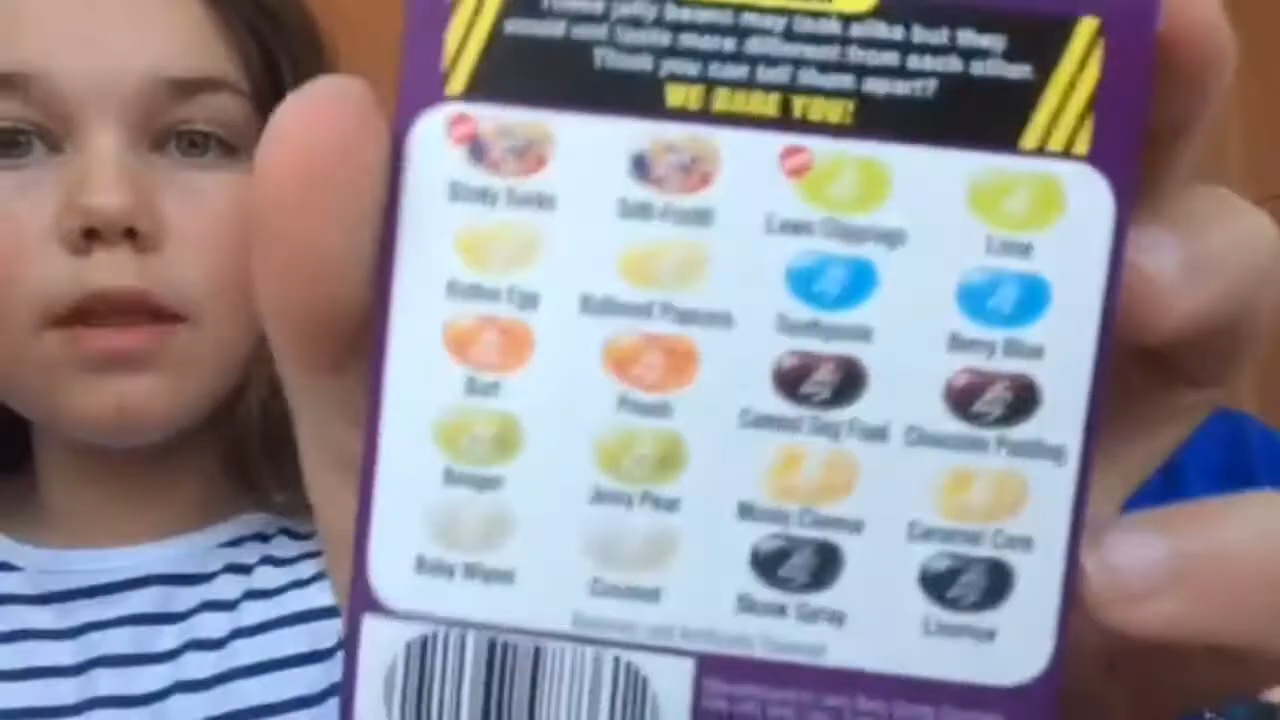 These jelly beans may look alike but they
could not taste more different from each other.
Think you can tell them apart?
WE DARE YOU!
Stinky Socks Tutti-Fruitti Lawn Clippings Lime
Rotten Egg Buttered Popcorn Toothpaste Berry Blue
Barf Peach Canned Dog Food Chocolate Pudding
Booger Juicy Pear Moldy Cheese Caramel Corn
Baby Wipes Coconut Skunk Spray Licorice